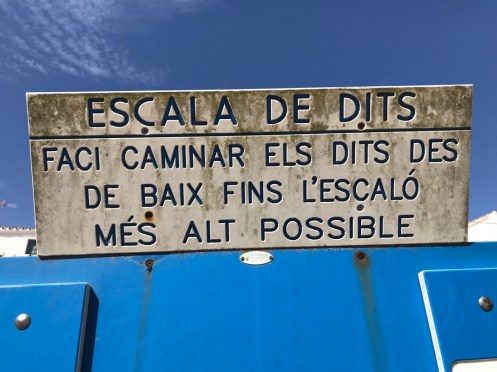 ESÇALA DE DITS
FACI CAMINAR ELS DITS DES
DE BAIX FINS L'ESÇALÓ
MÉS ALT POSSIBLE